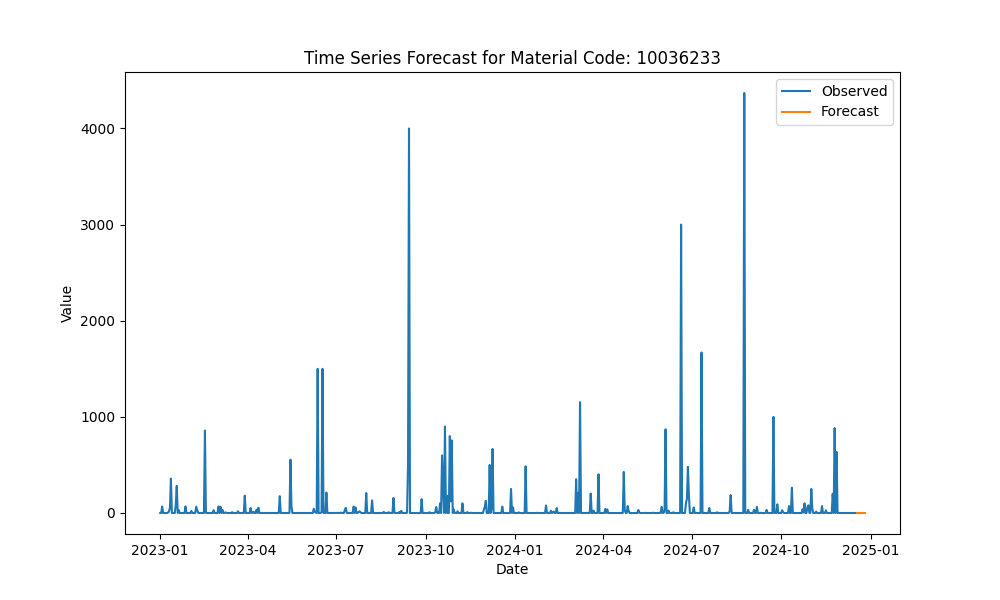 Time Series Forecast for Material Code: 10036233
Observed
Forecast
Value
4000
3000
2000
1000
0
2023-01 2023-04 2023-07 2023-10 2024-01 2024-04 2024-07 2024-10 2025-01
Date